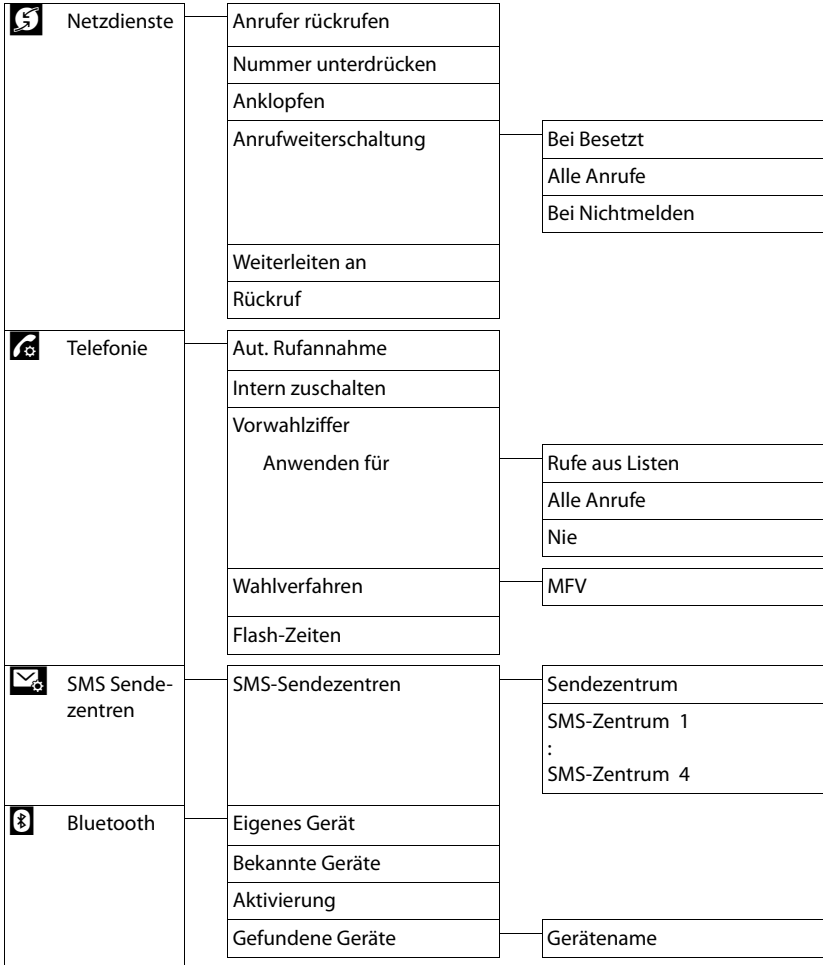 Netzdienste
Anrufer rückrufen
Nummer unterdrücken
Anklopfen
Anrufweiterschaltung
Bei Besetzt
Alle Anrufe
Bei Nichtmelden
Weiterleiten an
Rückruf
Telefonie
Aut. Rufannahme
Intern zuschalten
Vorwahlziffer
Anwenden für
Rufe aus Listen
Alle Anrufe
Nie
Wahlverfahren
MFV
Flash-Zeiten
SMS Sende-
zentren
SMS-Sendezentren
Sendezentrum
SMS-Zentrum 1
:
SMS-Zentrum 4
Bluetooth
Eigenes Gerät
Bekannte Geräte
Aktivierung
Gefundene Geräte
Gerätename